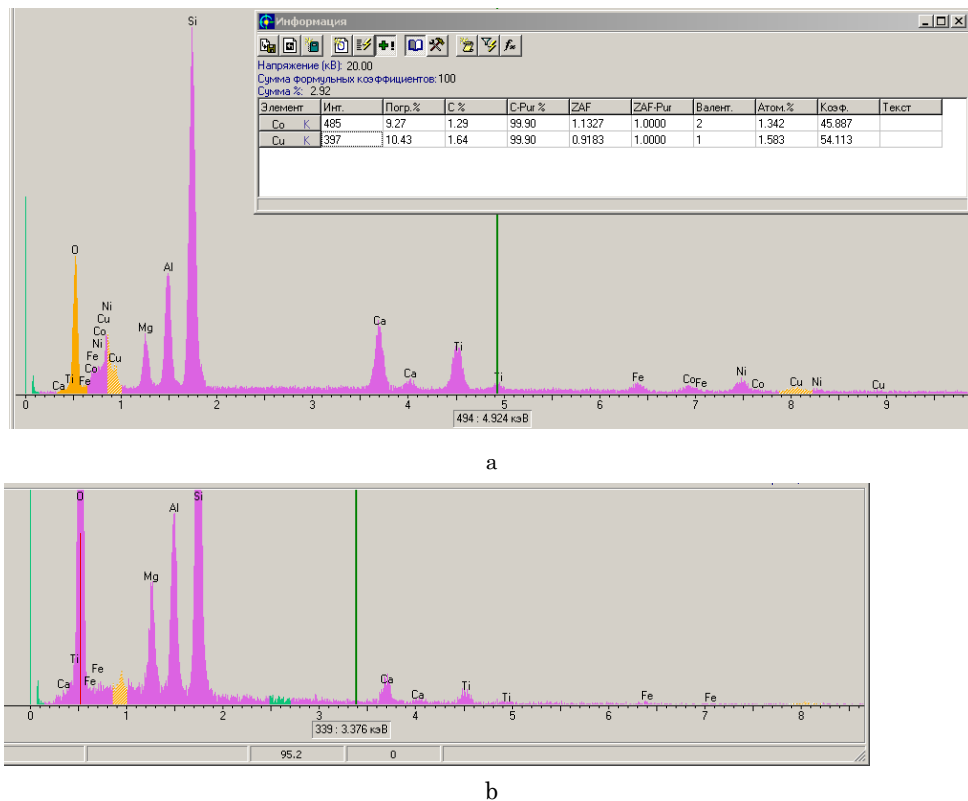 Информация
Напряжение (кВ): 20.00
Сумма формульных коэффициентов: 100
Сумма %: 2.92
Элемент Инт. Погр.% C % C-Pur % ZAF ZAF-Pur Валент. Атом.% Коэф. Текст
Co K 485 9.27 1.29 99.90 1.1327 1.0000 2 1.342 45.887
Cu K 397 10.43 1.64 99.90 0.9183 1.0000 1 1.583 54.113
Si
O
Al
Ni
Cu
Co
Mg
Ca
Ni
Ti
Fe
Cu
Co
Ca
Ni
Ca
Ti
Fe
Ti
Fe
Co
Fe
Co
Cu
Ni
Cu
0 1 2 3 4 5 6 7 8 9
494 : 4.924 кэВ
a
O
Si
Al
Mg
Ti
Fe
Ca
Fe
Ca
Ca
Ti
Ti
Fe
Fe
0 1 2 3 4 5 6 7 8
339 : 3.376 кэВ
95.2 0
b